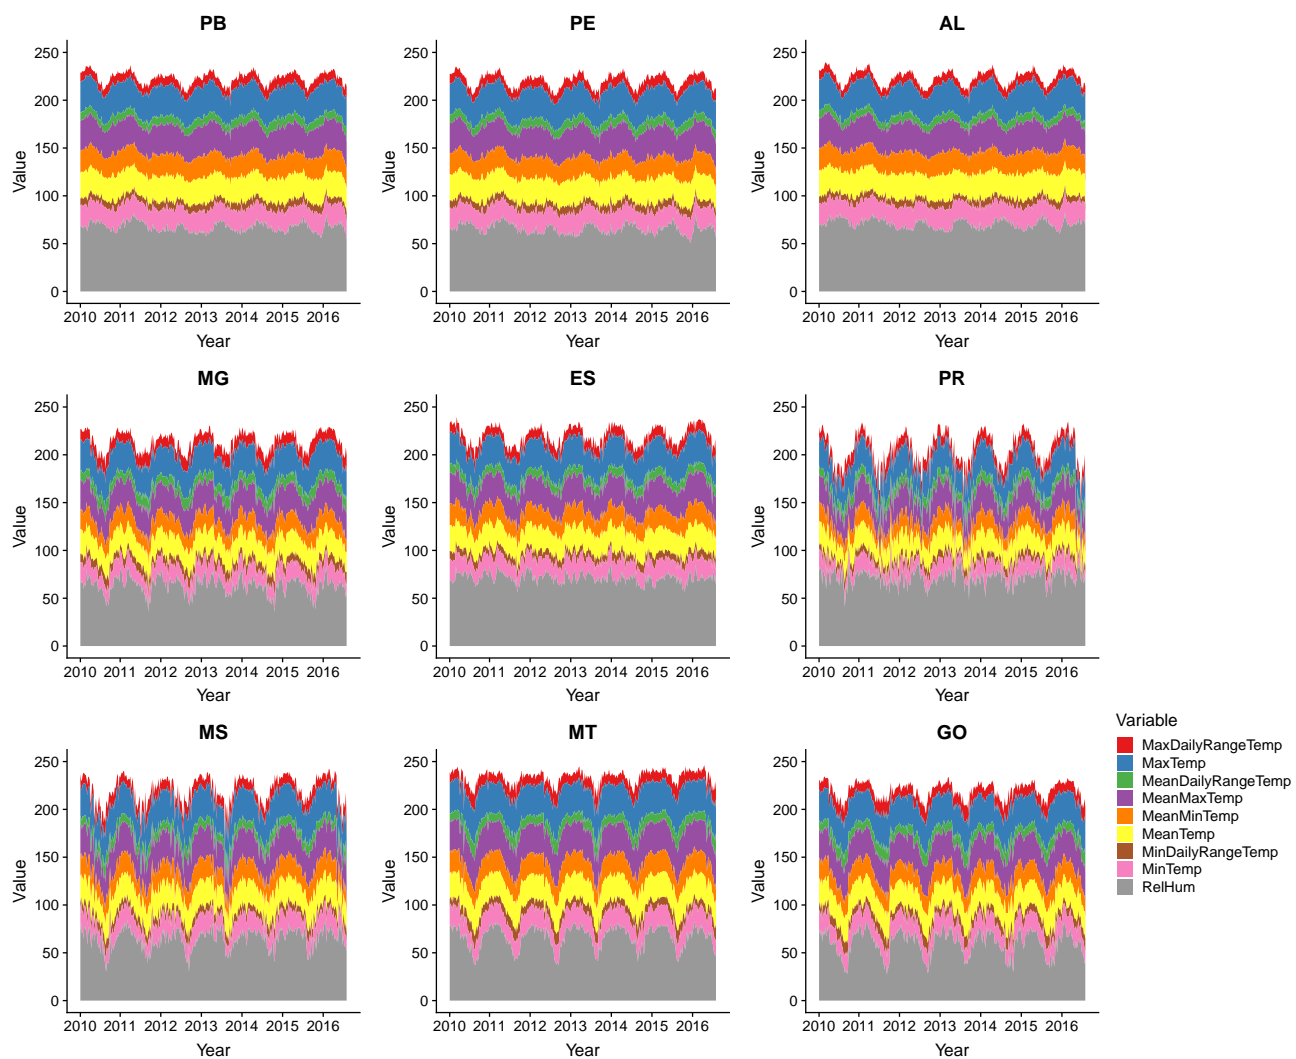 PB
PE
AL
250
200
150
100
50
0
Value
2010 2011 2012 2013 2014 2015 2016
Year
250
200
150
100
50
0
Value
2010 2011 2012 2013 2014 2015 2016
Year
250
200
150
100
50
0
Value
2010 2011 2012 2013 2014 2015 2016
Year
MG
ES
PR
250
200
150
100
50
0
Value
2010 2011 2012 2013 2014 2015 2016
Year
250
200
150
100
50
0
Value
2010 2011 2012 2013 2014 2015 2016
Year
250
200
150
100
50
0
Value
2010 2011 2012 2013 2014 2015 2016
Year
MS
MT
GO
250
200
150
100
50
0
Value
2010 2011 2012 2013 2014 2015 2016
Year
250
200
150
100
50
0
Value
2010 2011 2012 2013 2014 2015 2016
Year
250
200
150
100
50
0
Value
2010 2011 2012 2013 2014 2015 2016
Year
Variable
MaxDailyRangeTemp
MaxTemp
MeanDailyRangeTemp
MeanMaxTemp
MeanMinTemp
MeanTemp
MinDailyRangeTemp
MinTemp
RelHum